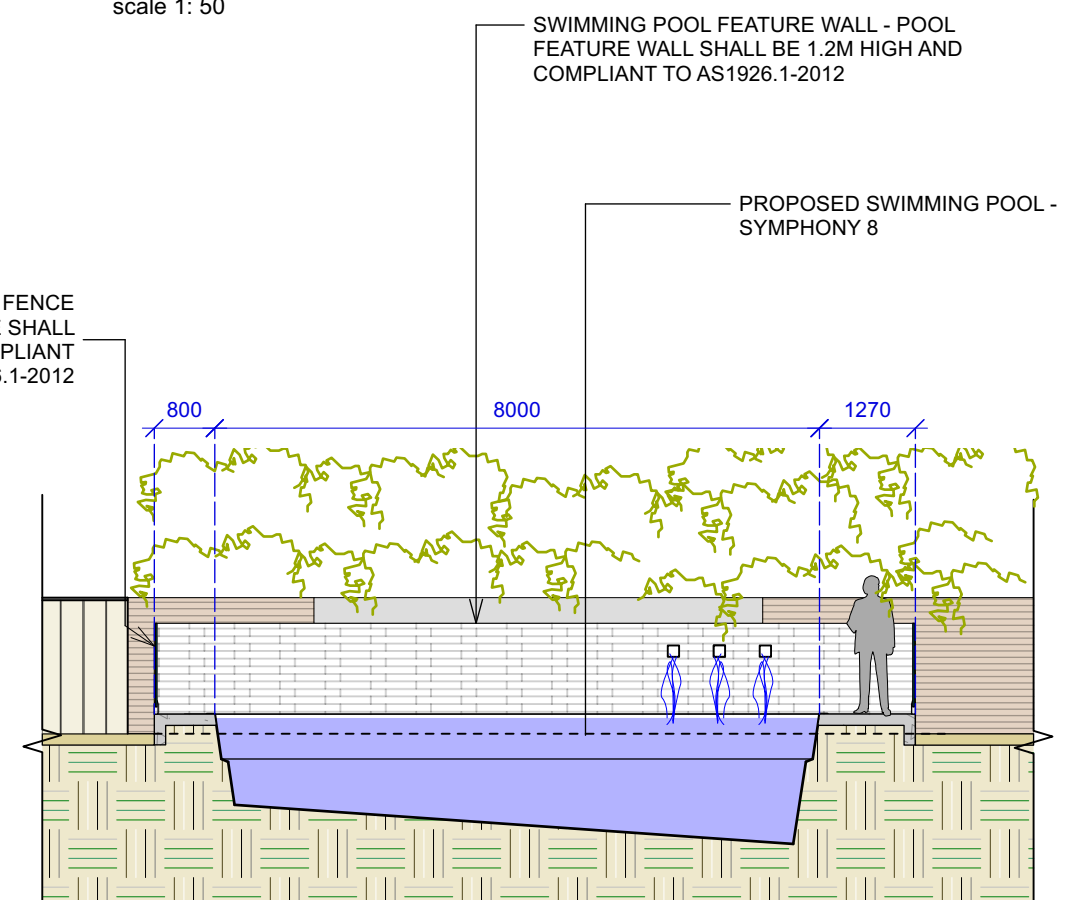 scale 1: 50
SWIMMING POOL FEATURE WALL - POOL
FEATURE WALL SHALL BE 1.2M HIGH AND
COMPLIANT TO AS1926.1-2012
PROPOSED SWIMMING POOL -
SYMPHONY 8
FENCE
SHALL
PLIANT
.1-2012
800
8000
1270